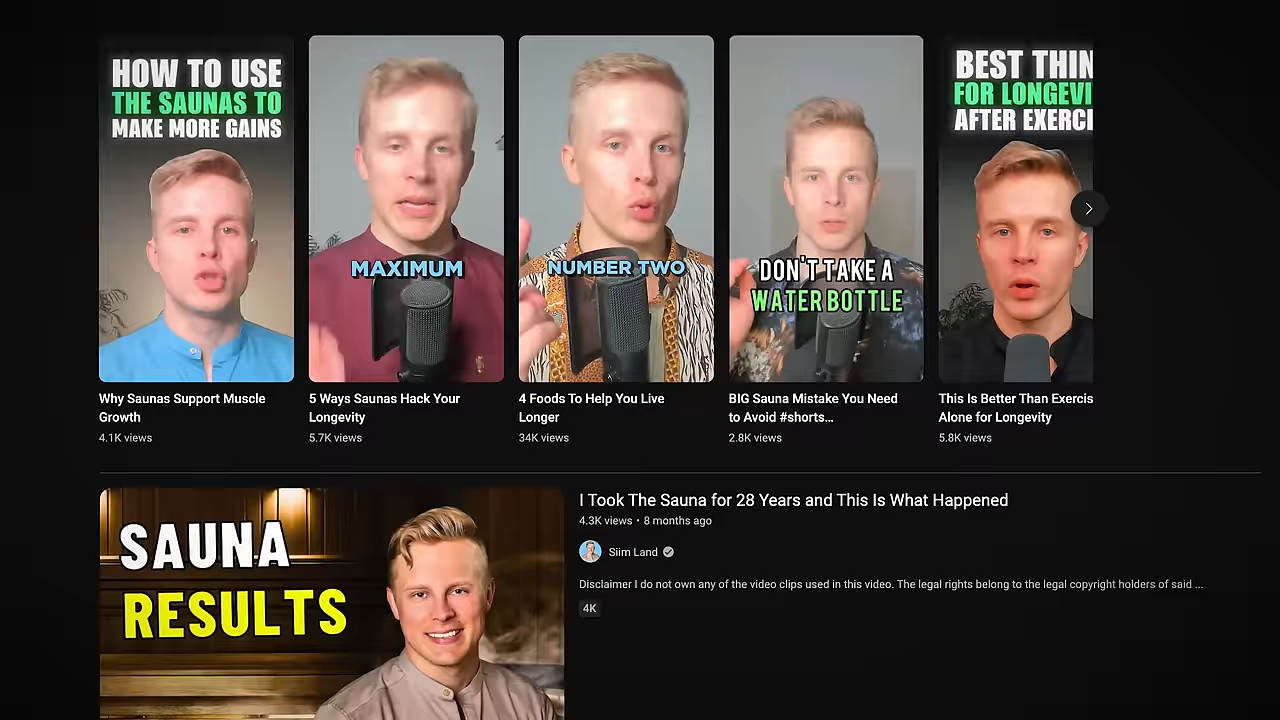 HOW TO USE
THE SAUNAS TO
MAKE MORE GAINS
MAXIMUM
NUMBER TWO
DON'T TAKE A
WATER BOTTLE
BEST THIN
FOR LONGEVI
AFTER EXERCI
Why Saunas Support Muscle
Growth
4.1K views
5 Ways Saunas Hack Your
Longevity
5.7K views
4 Foods To Help You Live
Longer
34K views
BIG Sauna Mistake You Need
to Avoid #shorts...
2.8K views
This Is Better Than Exercis
Alone for Longevity
5.8K views
SAUNA
RESULTS
I Took The Sauna for 28 Years and This Is What Happened
4.3K views • 8 months ago
Siim Land
Disclaimer I do not own any of the video clips used in this video. The legal rights belong to the legal copyright holders of said ...
4K